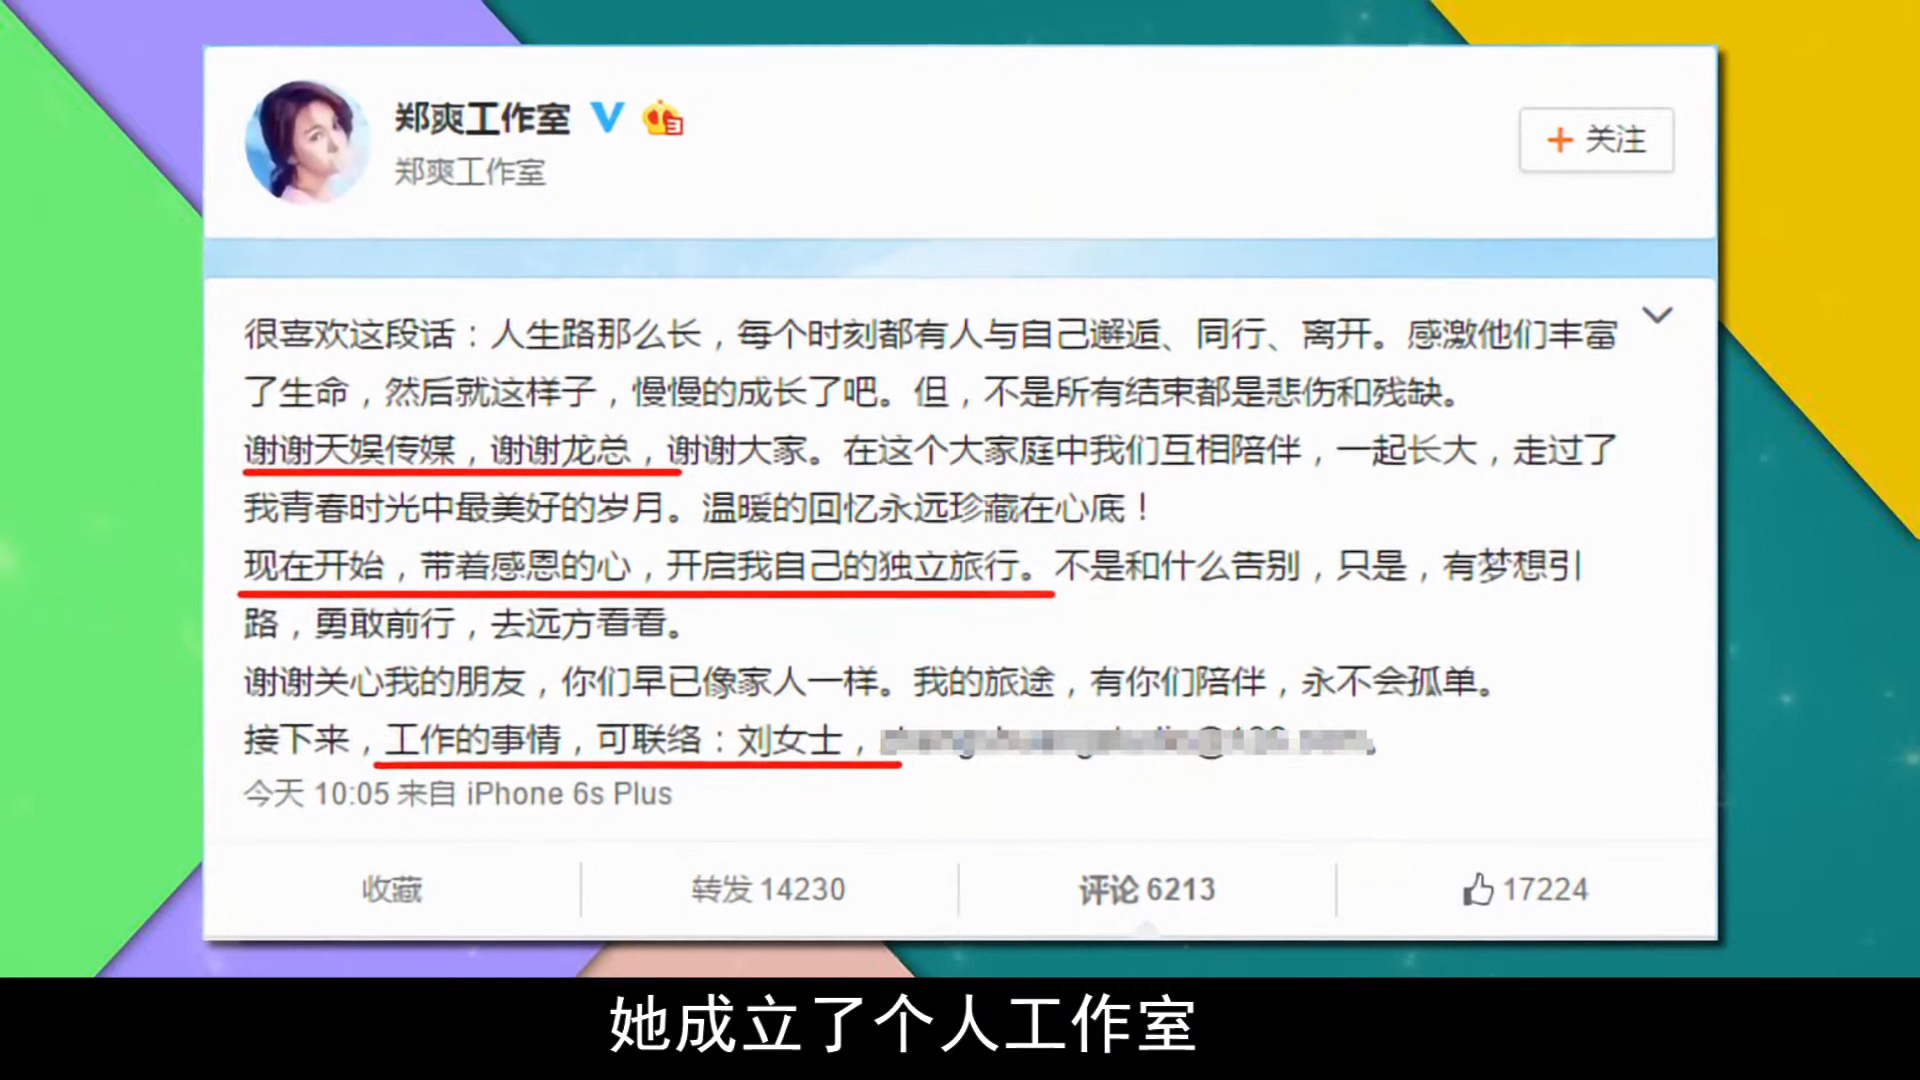 郑爽工作室
郑爽工作室
+ 关注
很喜欢这段话：人生路那么长，每个时刻都有人与自己邂逅、同行、离开。感激他们丰富
了生命，然后就这样子，慢慢的成长了吧。但，不是所有结束都是悲伤和残缺。
谢谢天娱传媒，谢谢龙总，谢谢大家。在这个大家庭中我们互相陪伴，一起长大，走过了
我青春时光中最美好的岁月。温暖的回忆永远珍藏在心底！
现在开始，带着感恩的心，开启我自己的独立旅行。不是和什么告别，只是，有梦想引
路，勇敢前行，去远方看看。
谢谢关心我的朋友，你们早已像家人一样。我的旅途，有你们陪伴，永不会孤单。
接下来，工作的事情，可联络：刘女士，
今天 10:05 来自 iPhone 6s Plus
收藏
转发 14230
评论 6213
17224
她成立了个人工作室